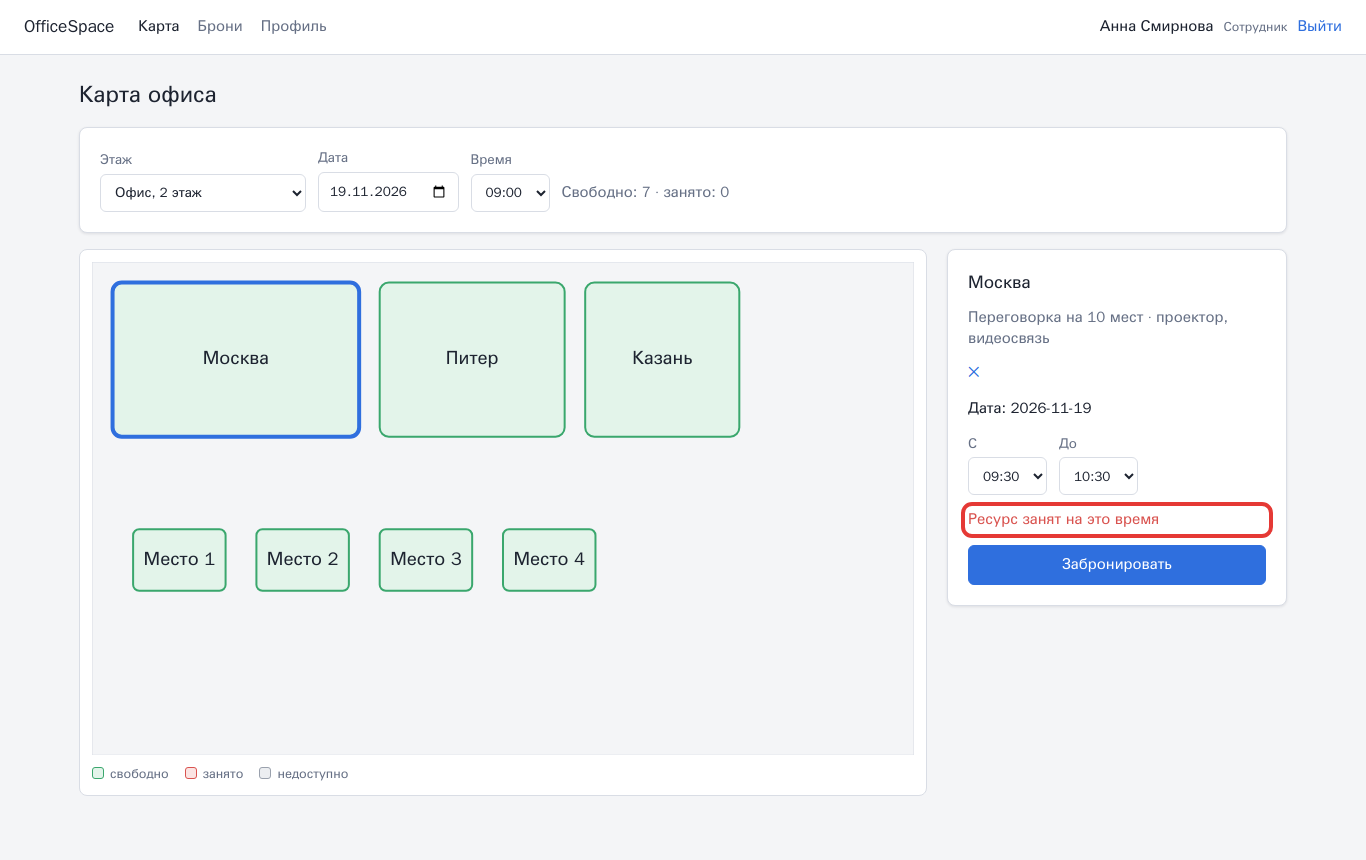 OfficeSpace Карта Брони Профиль Анна Смирнова Сотрудник Выйти
Карта офиса
Этаж Дата Время
Офис, 2 этаж 19.11.2026 09:00 Свободно: 7 · занято: 0
Москва Питер Казань
Место 1 Место 2 Место 3 Место 4
свободно занято недоступно
Москва
Переговорка на 10 мест · проектор,
видеосвязь
×
Дата: 2026-11-19
С До
09:30 10:30
Ресурс занят на это время
Забронировать